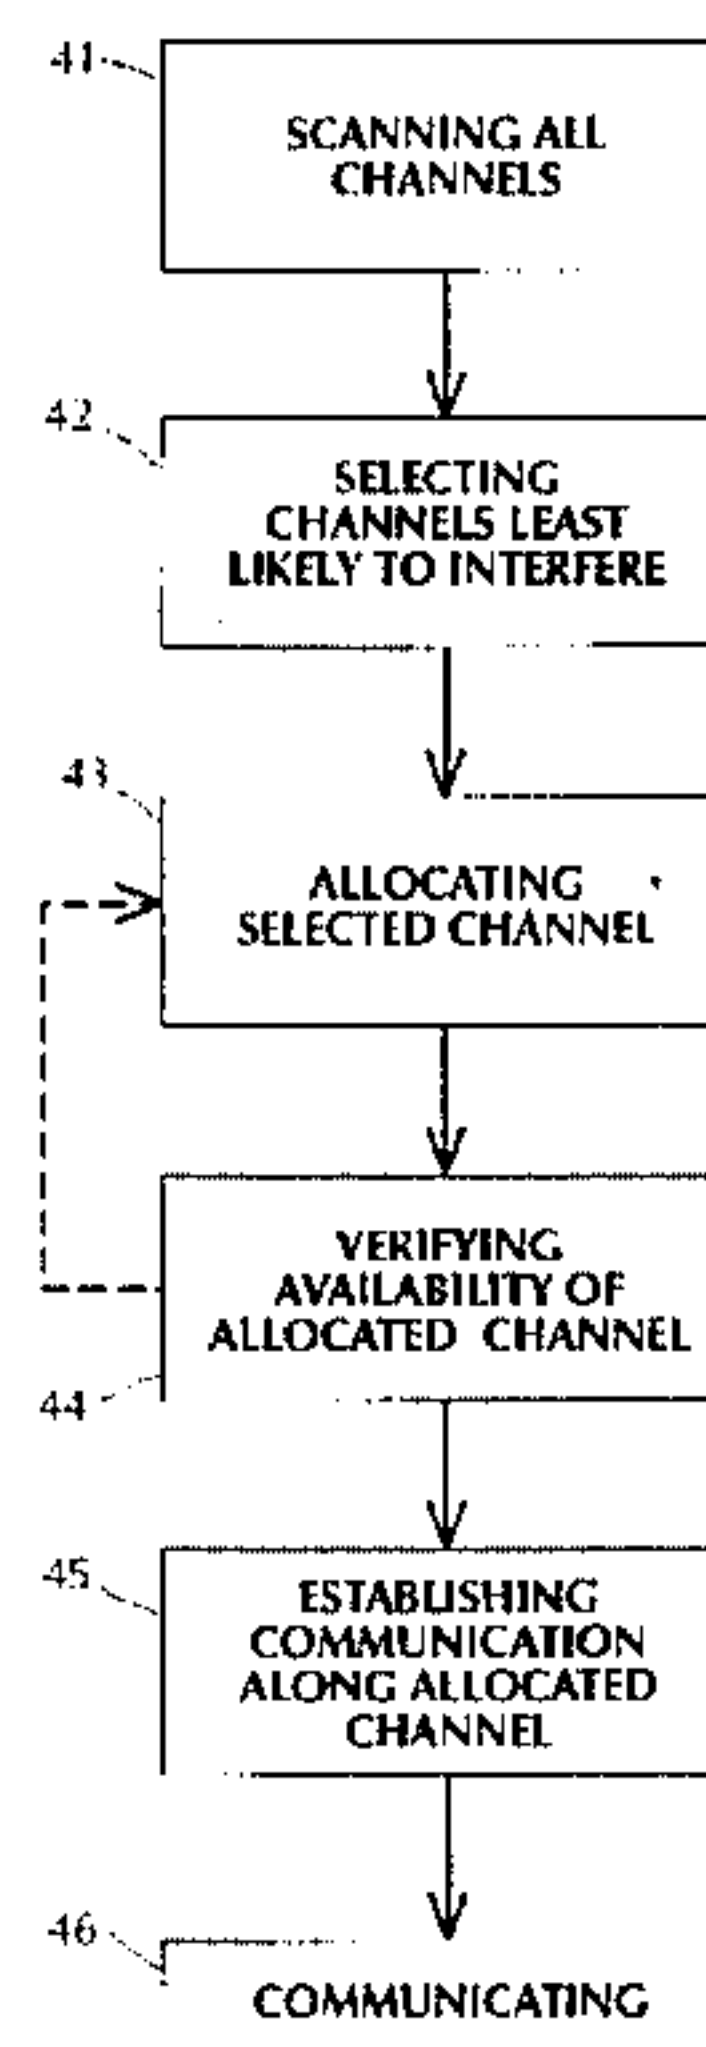 41
SCANNING ALL
CHANNELS
42
SELECTING
CHANNELS LEAST
LIKELY TO INTERFERE
43
ALLOCATING
SELECTED CHANNEL
VERIFYING
AVAILABILITY OF
ALLOCATED CHANNEL
44
45
ESTABLISHING
COMMUNICATION
ALONG ALLOCATED
CHANNEL
46
COMMUNICATING